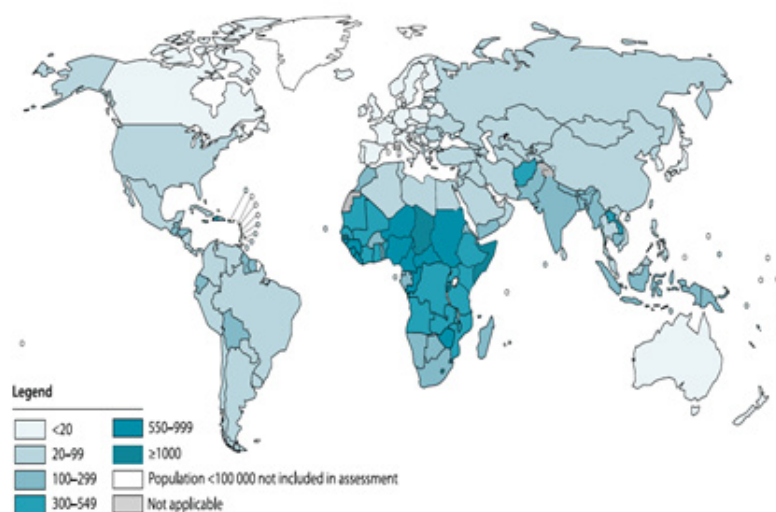 Legend
<20
20–99
100–299
300–549
550–999
≥1000
Population <100 000 not included in assessment
Not applicable